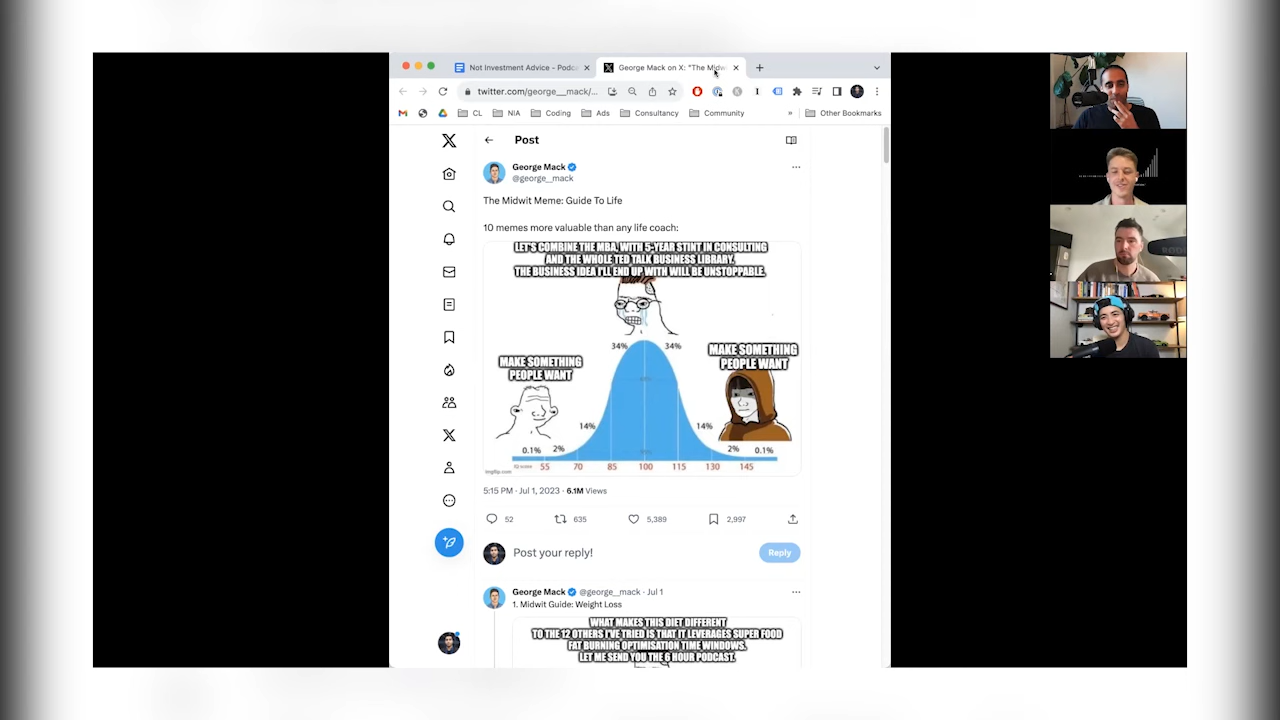 Not Investment Advice - Podc
George Mack on X: "The Midw
twitter.com/george__mack/...
CL
NIA
Coding
Ads
Consultancy
Community
»
Other Bookmarks
Post
George Mack
@george__mack
The Midwit Meme: Guide To Life
10 memes more valuable than any life coach:
LET'S COMBINE THE MBA, WITH 5-YEAR STINT IN CONSULTING
AND THE WHOLE TED TALK BUSINESS LIBRARY.
THE BUSINESS IDEA I'LL END UP WITH WILL BE UNSTOPPABLE.
34% 34%
MAKE SOMETHING
PEOPLE WANT
MAKE SOMETHING
PEOPLE WANT
14% 14%
0.1% 2% 2% 0.1%
IQ score 55 70 85 100 115 130 145
imgflip.com
5:15 PM · Jul 1, 2023 · 6.1M Views
52 635 5,389 2,997
Post your reply!
Reply
George Mack @george__mack · Jul 1
1. Midwit Guide: Weight Loss
WHAT MAKES THIS DIET DIFFERENT
TO THE 12 OTHERS I'VE TRIED IS THAT IT LEVERAGES SUPER FOOD
FAT BURNING OPTIMISATION TIME WINDOWS.
LET ME SEND YOU THE 6 HOUR PODCAST.